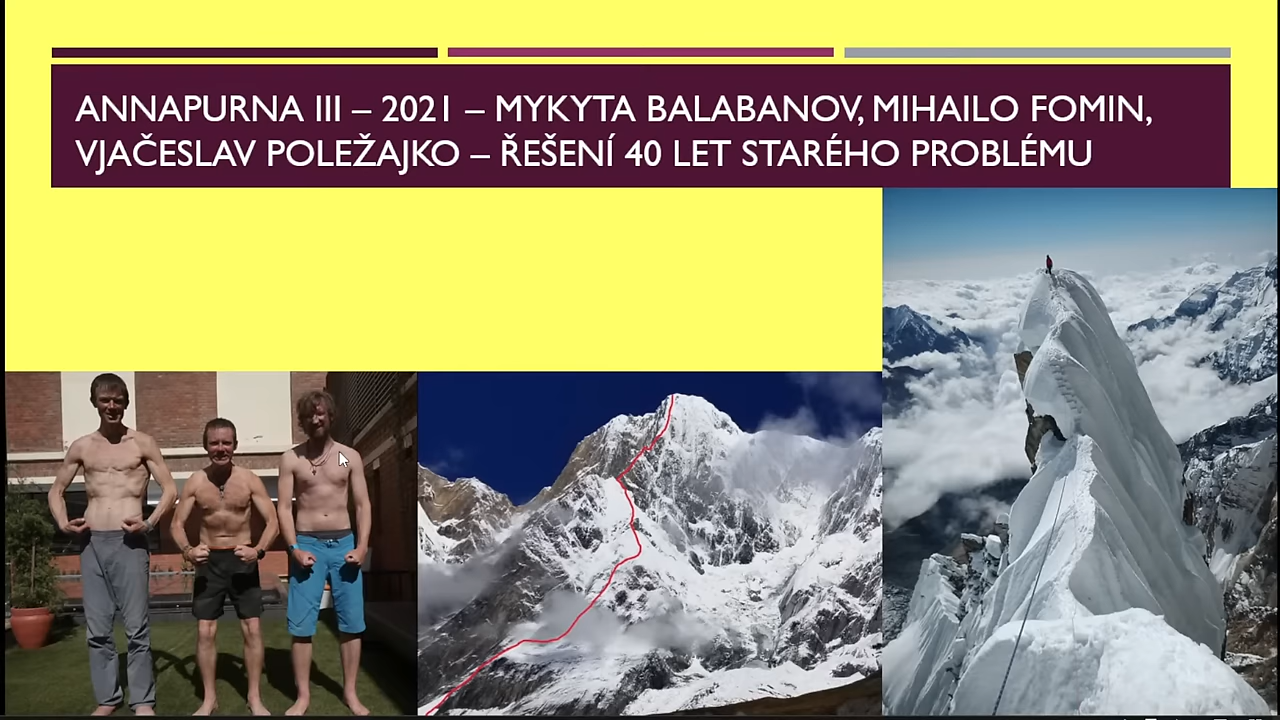 ANNAPURNA III – 2021 – MYKYTA BALABANOV, MIHAILO FOMIN,
VJAČESLAV POLEŽAJKO – ŘEŠENÍ 40 LET STARÉHO PROBLÉMU